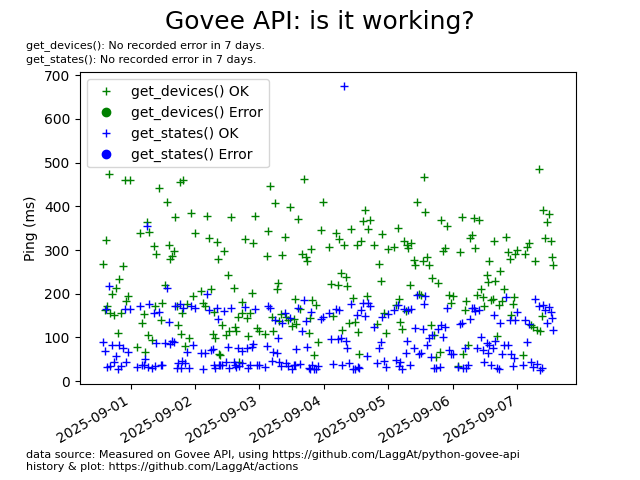 Govee API: is it working?
get_devices(): No recorded error in 7 days.
get_states(): No recorded error in 7 days.
700
600
500
400
300
200
100
0
Ping (ms)
get_devices() OK
get_devices() Error
get_states() OK
get_states() Error
2025-09-01
2025-09-02
2025-09-03
2025-09-04
2025-09-05
2025-09-06
2025-09-07
data source: Measured on Govee API, using https://github.com/LaggAt/python-govee-api
history & plot: https://github.com/LaggAt/actions